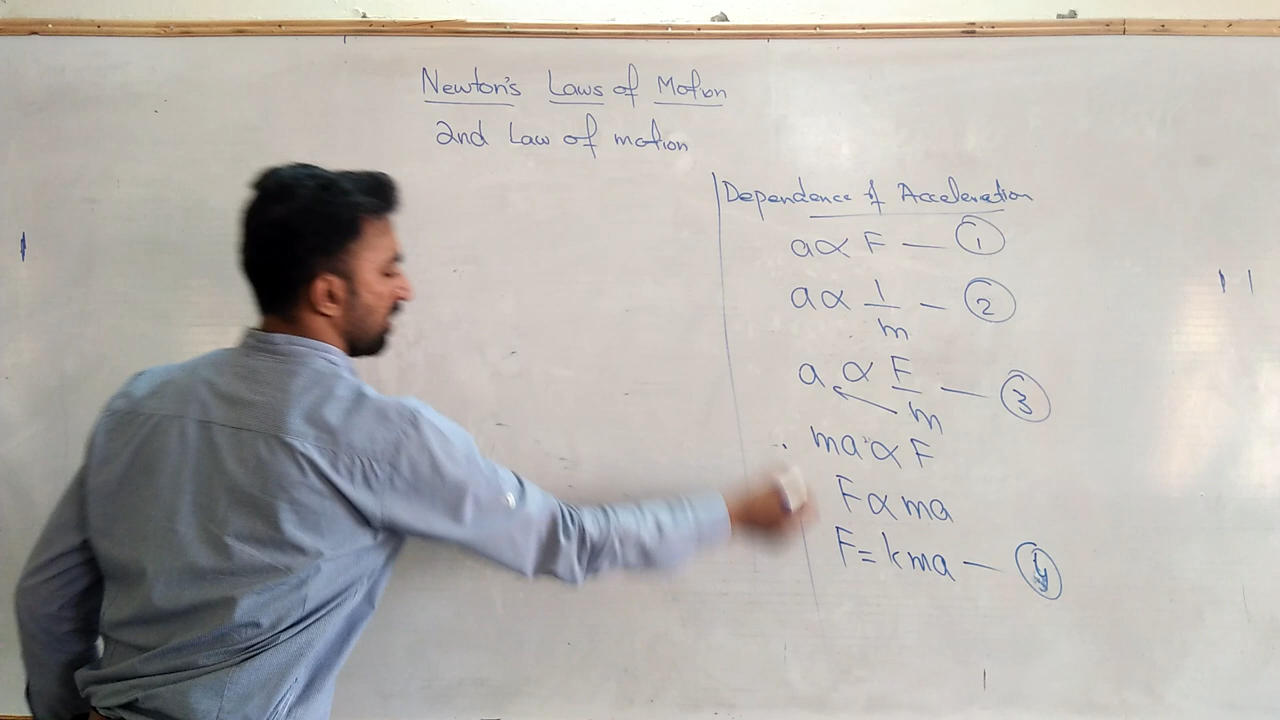 Newton's Laws of Motion
2nd Law of motion
Dependence of Acceleration
a ∝ F — ①
a ∝ 1/m — ②
a ∝ F/m — ③
ma ∝ F
F ∝ ma
F = kma — ④